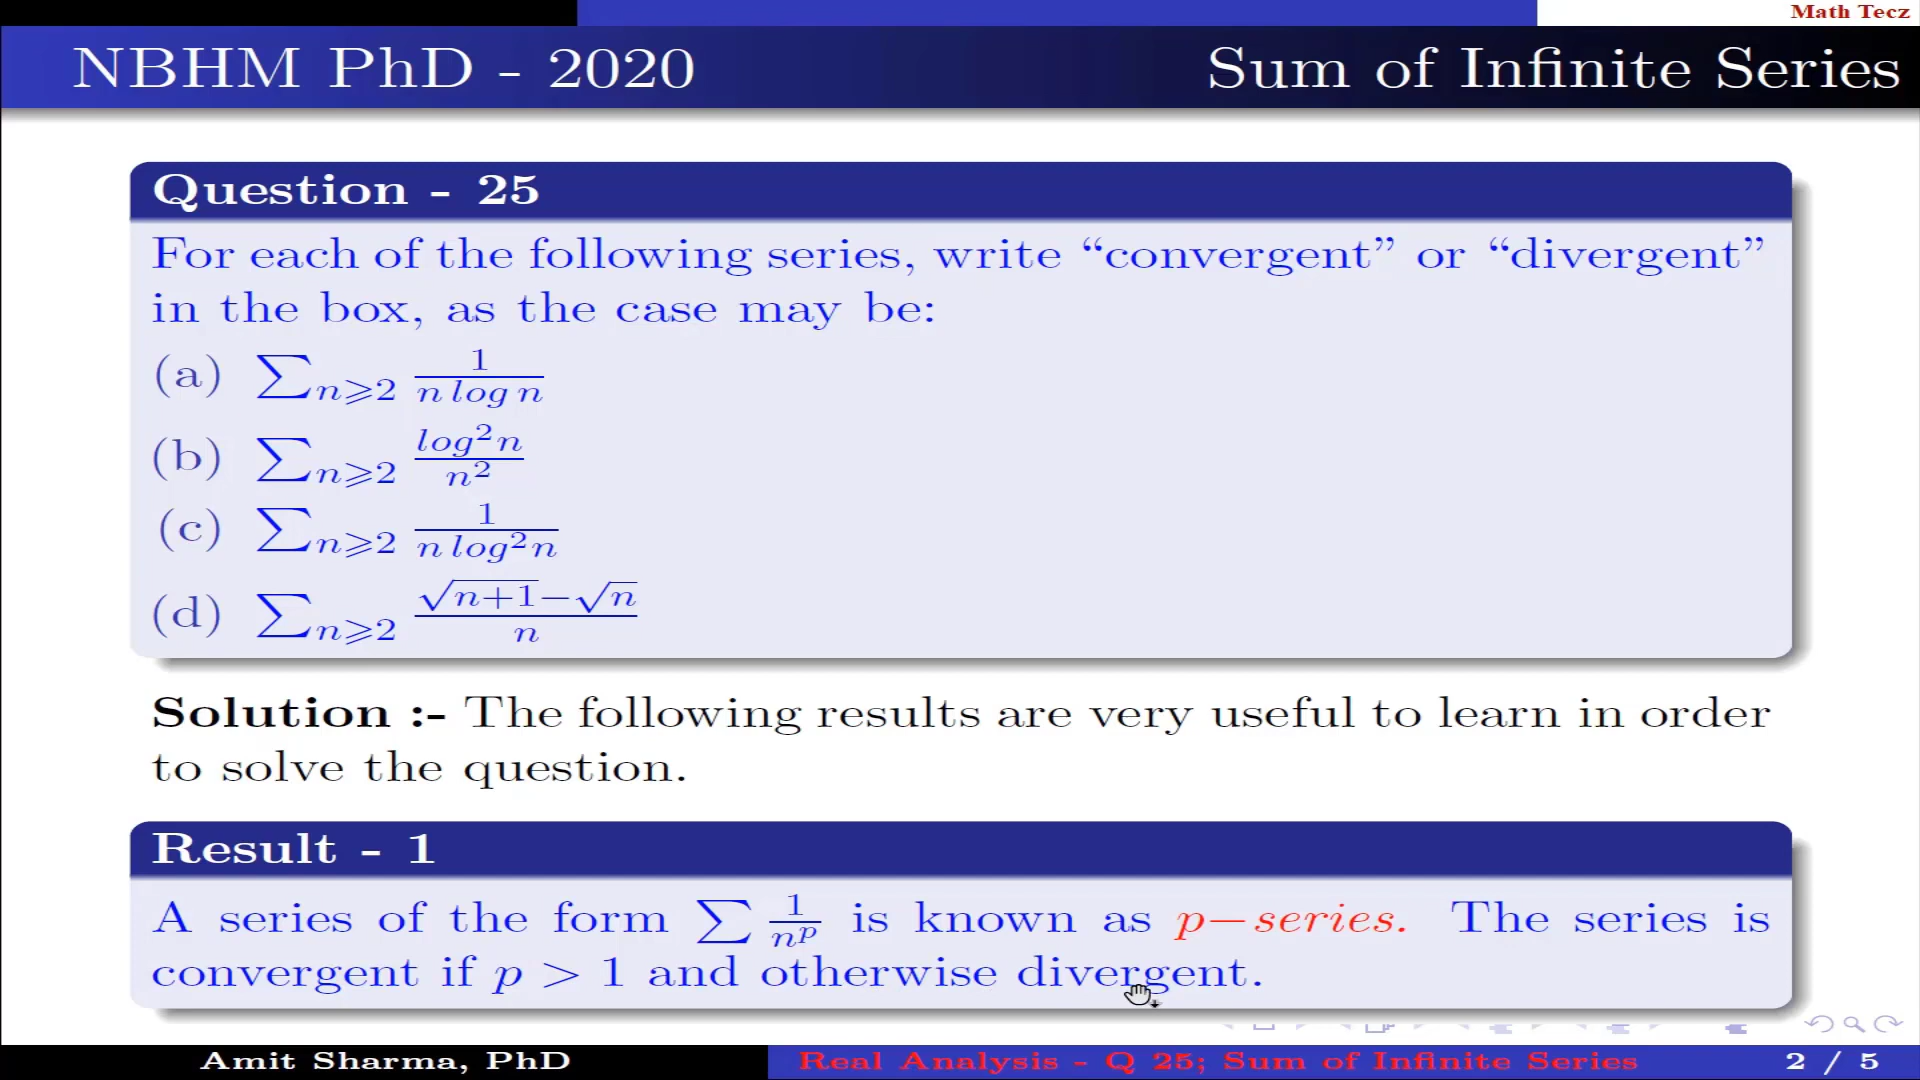 Math Tecz
NBHM PhD - 2020 Sum of Infinite Series
Question - 25
For each of the following series, write “convergent” or “divergent”
in the box, as the case may be:
(a) ∑n⩾2 1/(n log n)
(b) ∑n⩾2 log²n/n²
(c) ∑n⩾2 1/(n log²n)
(d) ∑n⩾2 (√(n+1)−√n)/n
Solution :- The following results are very useful to learn in order
to solve the question.
Result - 1
A series of the form ∑ 1/n^p is known as p−series. The series is
convergent if p > 1 and otherwise divergent.
Amit Sharma, PhD Real Analysis - Q 25; Sum of Infinite Series 2 / 5